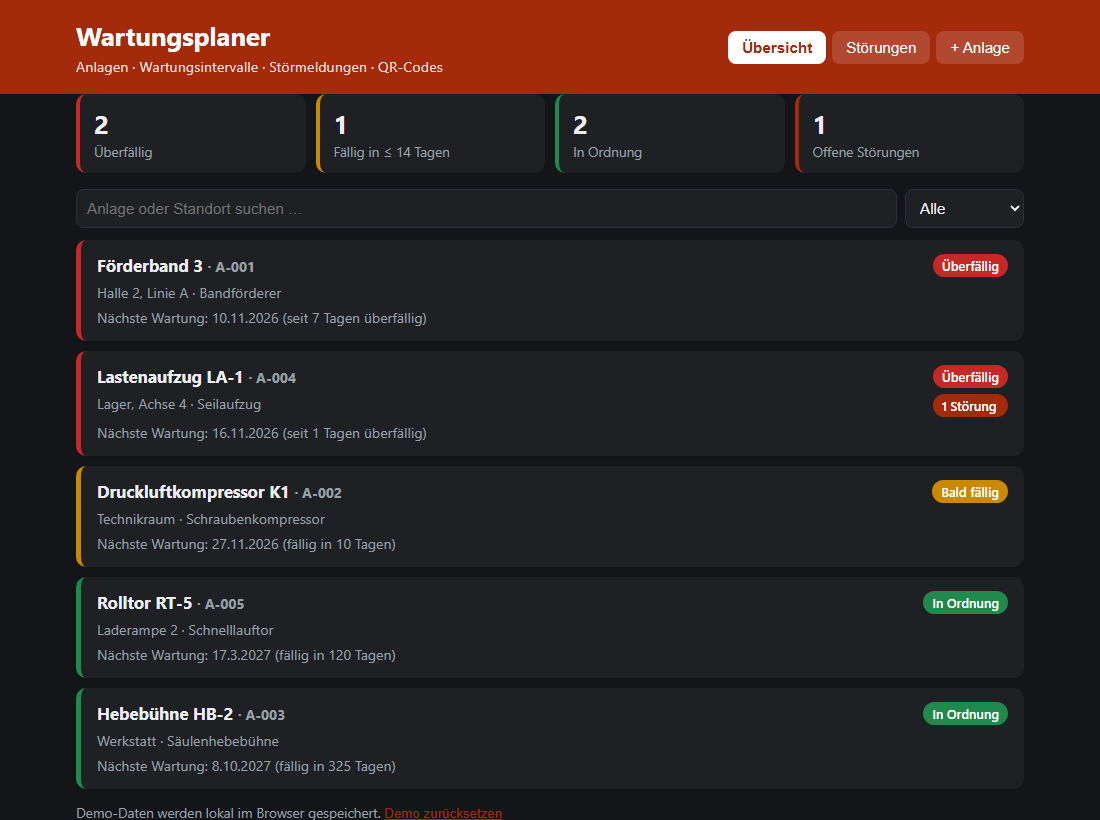 Wartungsplaner
Anlagen · Wartungsintervalle · Störmeldungen · QR-Codes
Übersicht
Störungen
+ Anlage
2
Überfällig
1
Fällig in ≤ 14 Tagen
2
In Ordnung
1
Offene Störungen
Anlage oder Standort suchen …
Alle
Förderband 3 · A-001
Überfällig
Halle 2, Linie A · Bandförderer
Nächste Wartung: 10.11.2026 (seit 7 Tagen überfällig)
Lastenaufzug LA-1 · A-004
Überfällig
Lager, Achse 4 · Seilaufzug
1 Störung
Nächste Wartung: 16.11.2026 (seit 1 Tagen überfällig)
Druckluftkompressor K1 · A-002
Bald fällig
Technikraum · Schraubenkompressor
Nächste Wartung: 27.11.2026 (fällig in 10 Tagen)
Rolltor RT-5 · A-005
In Ordnung
Laderampe 2 · Schnelllauftor
Nächste Wartung: 17.3.2027 (fällig in 120 Tagen)
Hebebühne HB-2 · A-003
In Ordnung
Werkstatt · Säulenhebebühne
Nächste Wartung: 8.10.2027 (fällig in 325 Tagen)
Demo-Daten werden lokal im Browser gespeichert. Demo zurücksetzen